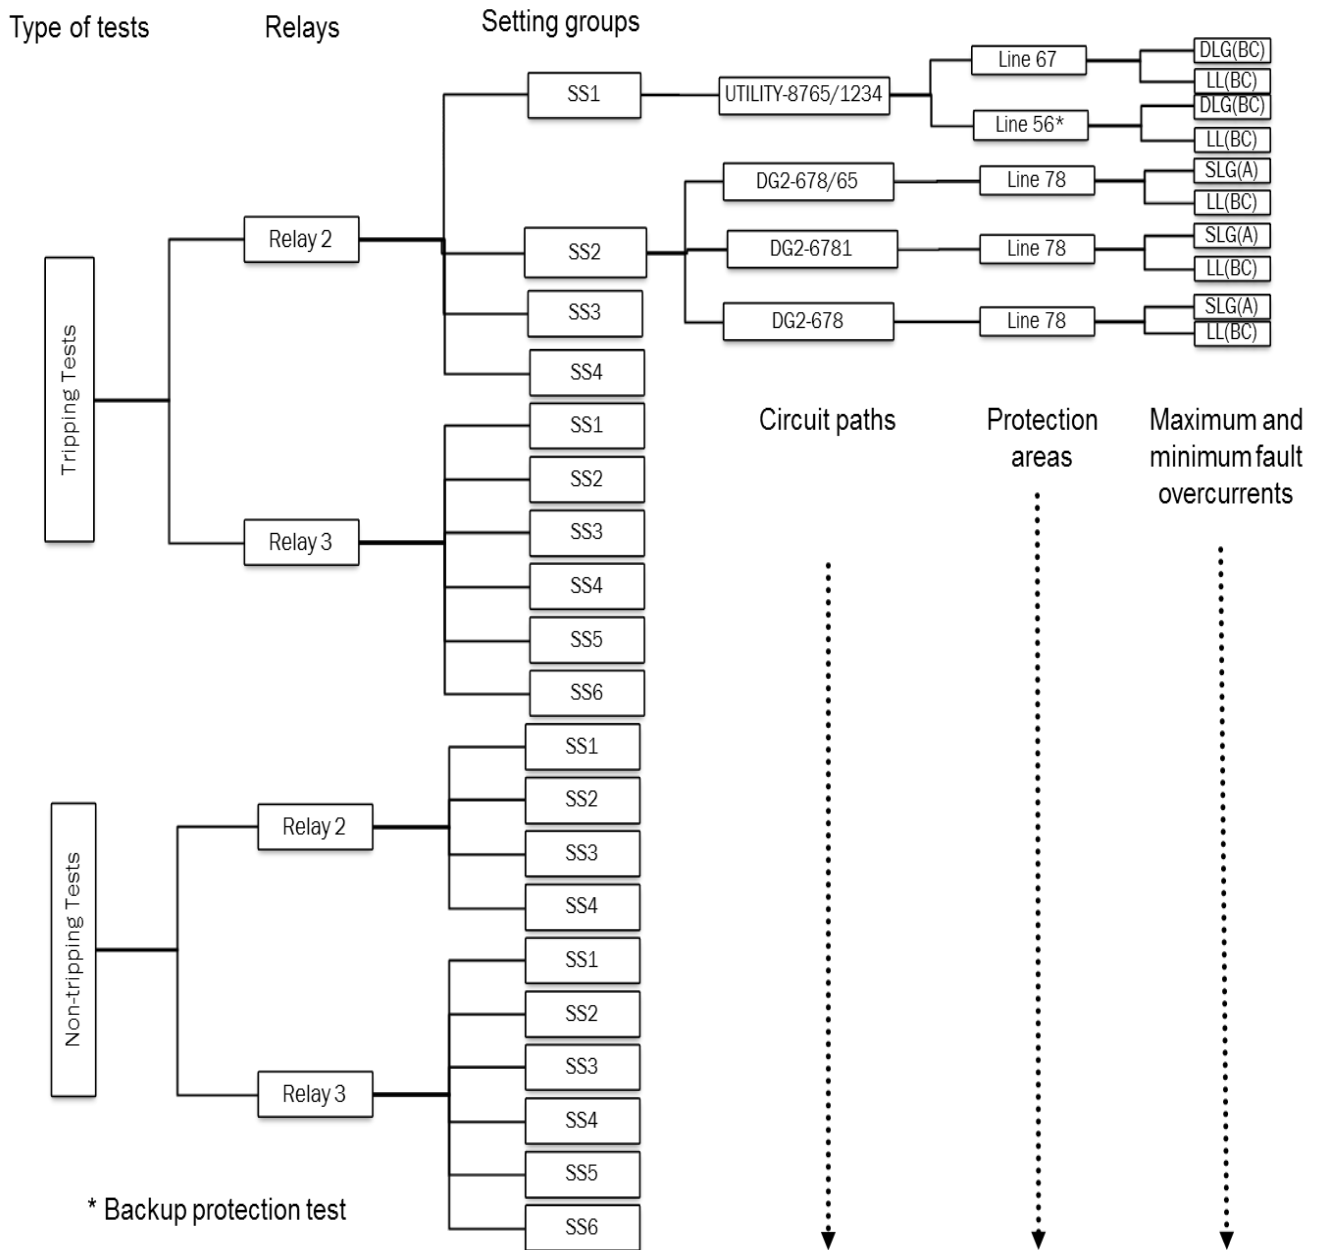 Type of tests
Relays
Setting groups
SS1
UTILITY-8765/1234
Line 67
DLG(BC)
LL(BC)
Line 56*
DLG(BC)
LL(BC)
Relay 2
SS2
DG2-678/65
Line 78
SLG(A)
LL(BC)
DG2-6781
Line 78
SLG(A)
LL(BC)
DG2-678
Line 78
SLG(A)
LL(BC)
SS3
SS4
Tripping Tests
Circuit paths
Protection
areas
Maximum and
minimum fault
overcurrents
Relay 3
SS1
SS2
SS3
SS4
SS5
SS6
Non-tripping Tests
Relay 2
SS1
SS2
SS3
SS4
Relay 3
SS1
SS2
SS3
SS4
SS5
SS6
* Backup protection test